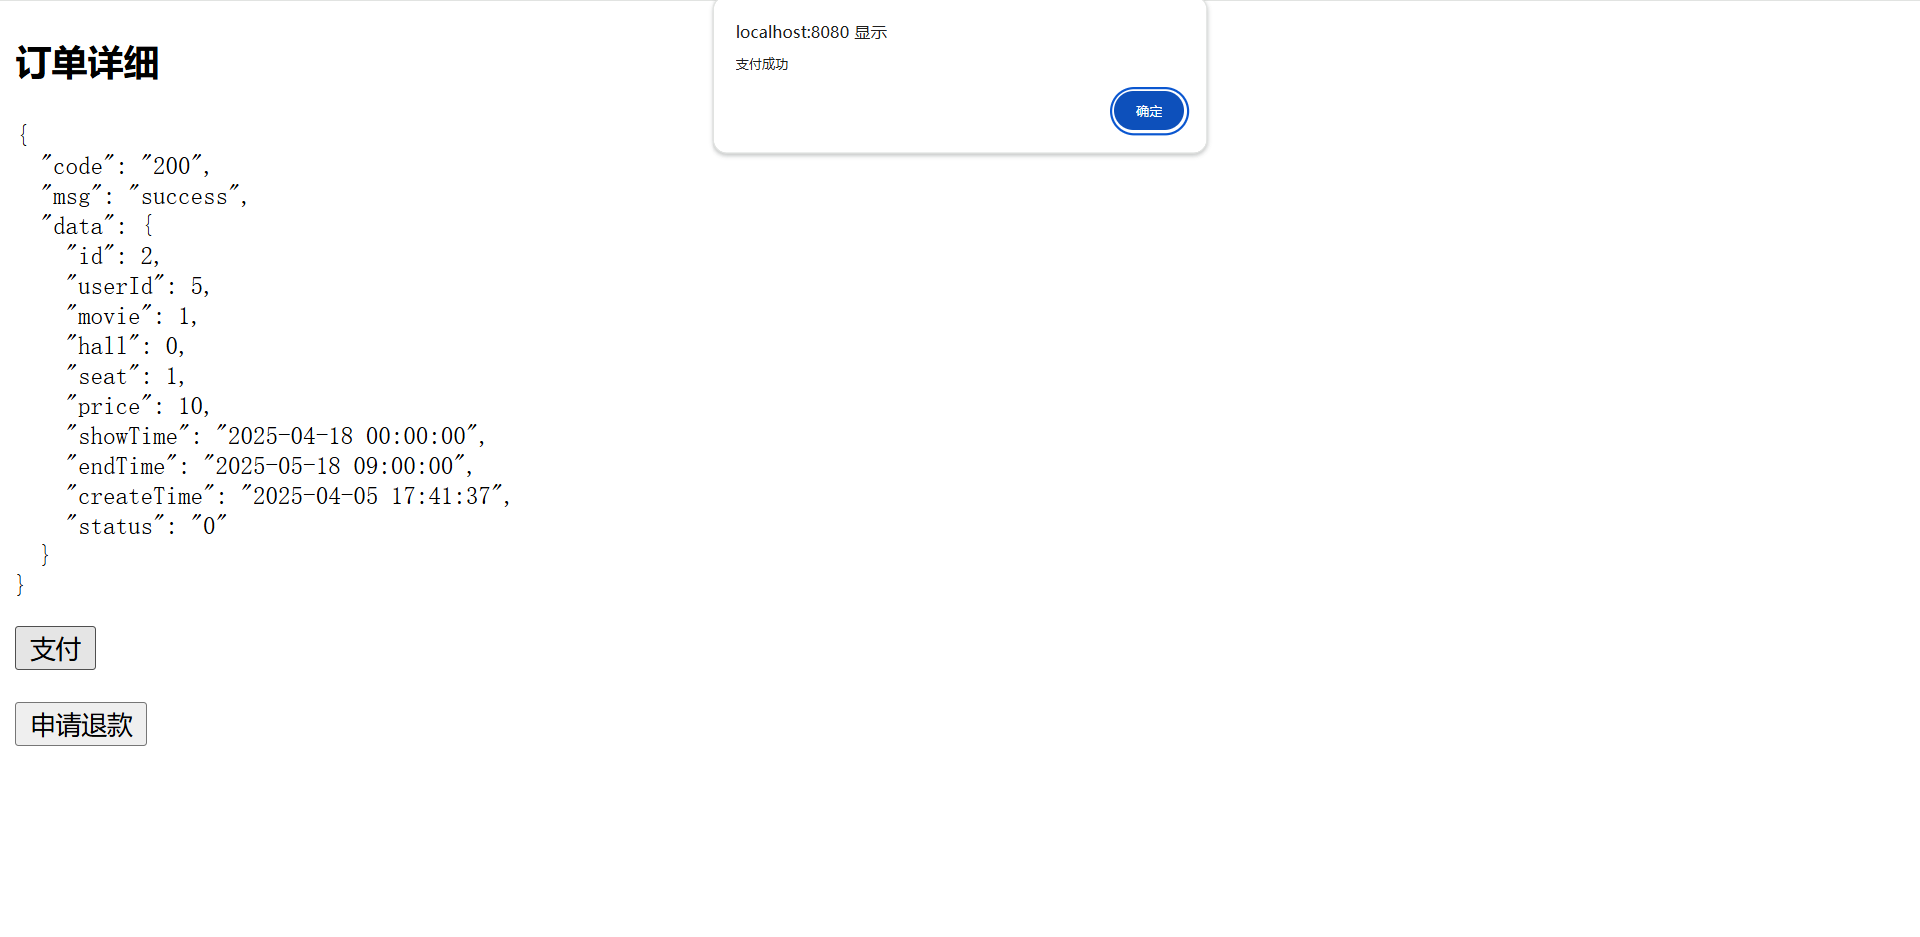 localhost:8080 显示
支付成功
确定
订单详细
{
  "code": "200",
  "msg": "success",
  "data": {
    "id": 2,
    "userId": 5,
    "movie": 1,
    "hall": 0,
    "seat": 1,
    "price": 10,
    "showTime": "2025-04-18 00:00:00",
    "endTime": "2025-05-18 09:00:00",
    "createTime": "2025-04-05 17:41:37",
    "status": "0"
  }
}
支付
申请退款